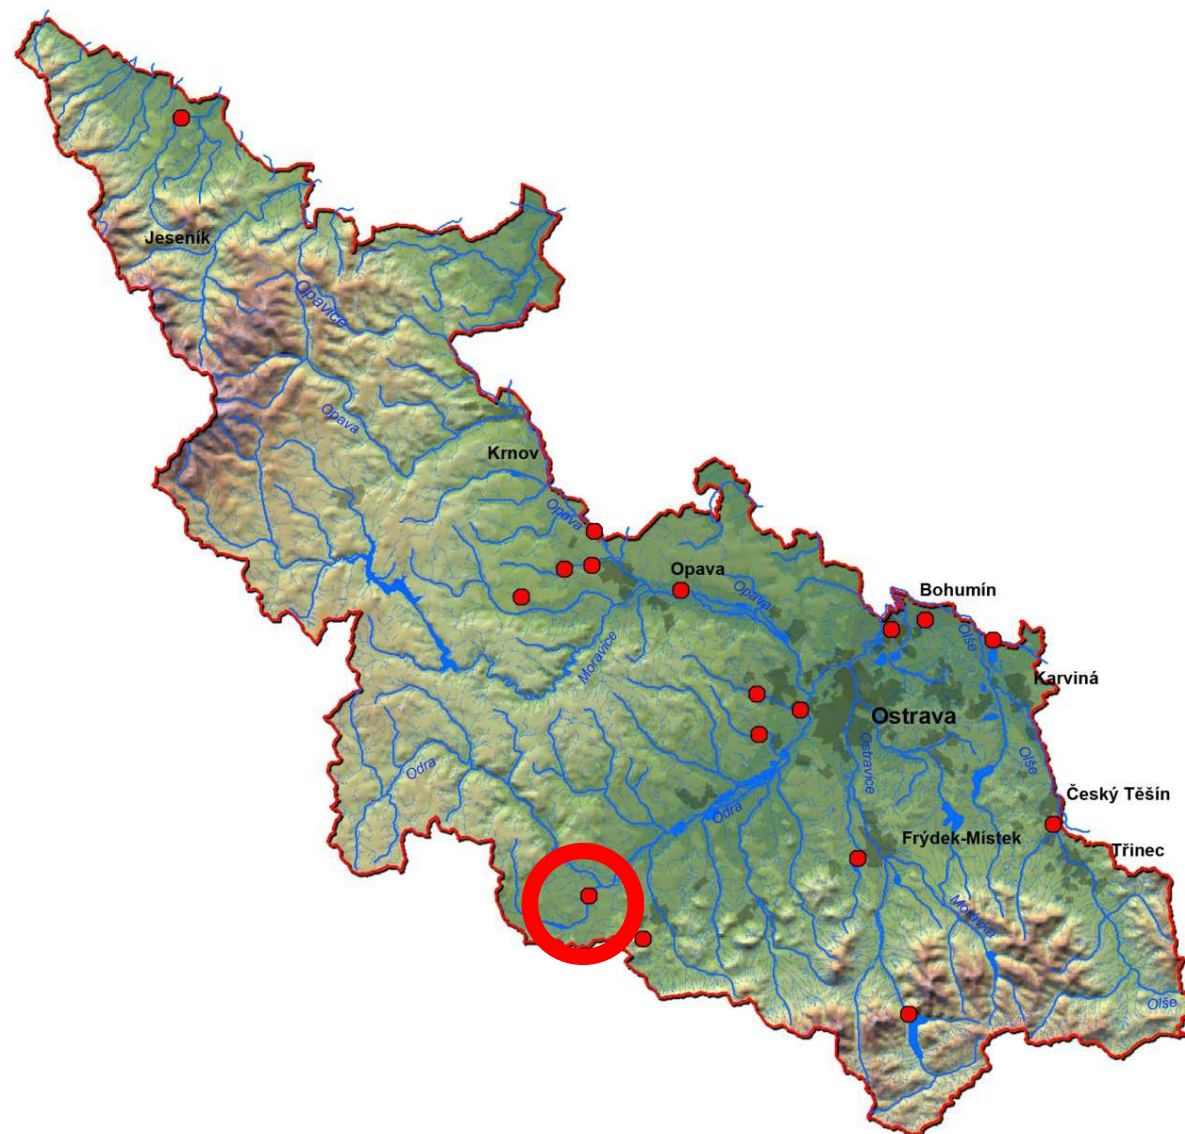 Jeseník
Opavice
Opava
Krnov
Opava
Opava
Opava
Bohumín
Olše
Moravice
Karviná
Ostrava
Ostravice
Olše
Odra
Český Těšín
Odra
Frýdek-Místek
Třinec
Morávka
Olše